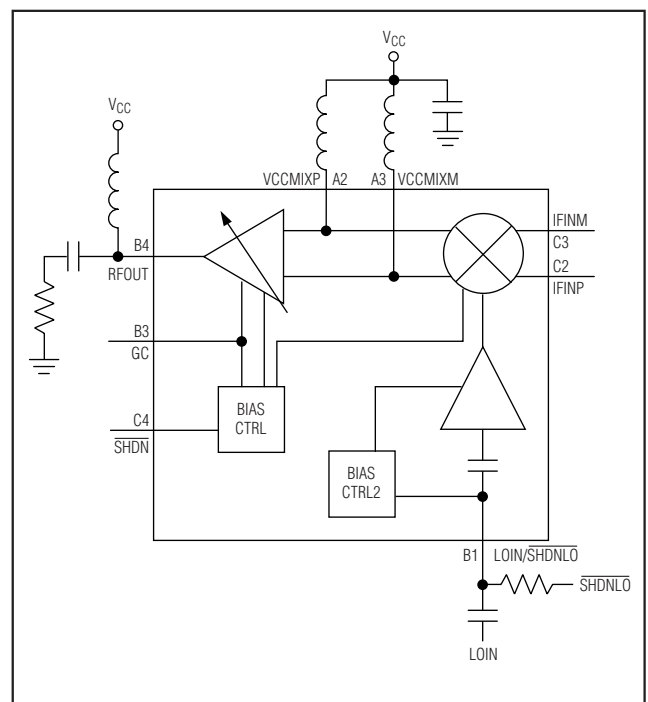 VCC
VCC
VCCMIXP A2 A3 VCCMIXM
B4
RFOUT
IFINM
C3
C2
IFINP
B3
GC
C4
SHDN
BIAS
CTRL
BIAS
CTRL2
B1 LOIN/SHDNLO
SHDNLO
LOIN